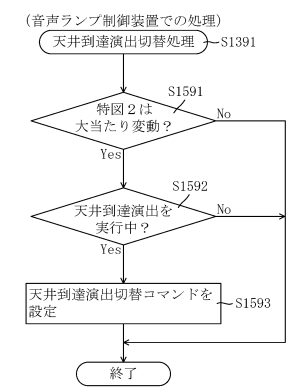 (音声ランプ制御装置での処理)
天井到達演出切替処理
S1391
S1591
特図２は
大当たり変動？
No
Yes
S1592
天井到達演出を
実行中？
No
Yes
天井到達演出切替コマンドを
設定
S1593
終了